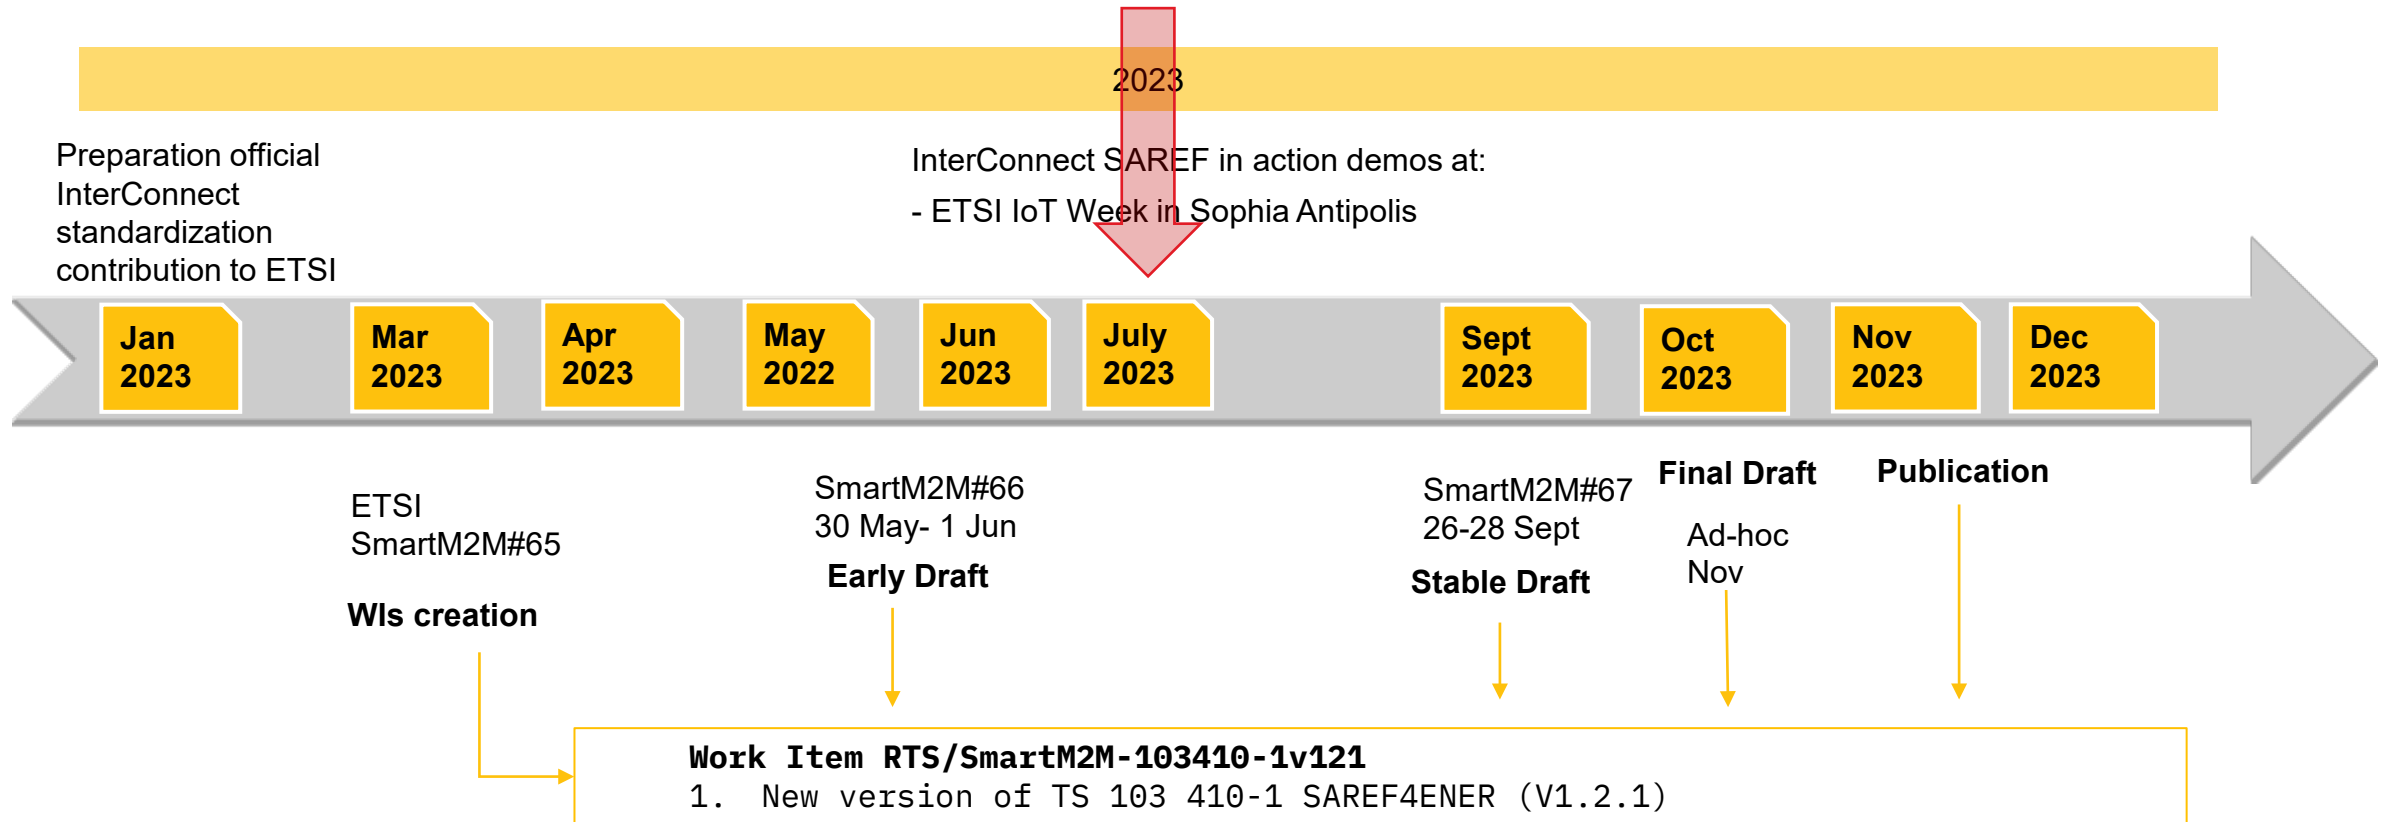 2023
Preparation official
InterConnect
standardization
contribution to ETSI
InterConnect SAREF in action demos at:
- ETSI IoT Week in Sophia Antipolis
Jan
2023
Mar
2023
Apr
2023
May
2022
Jun
2023
July
2023
Sept
2023
Oct
2023
Nov
2023
Dec
2023
ETSI
SmartM2M#65
WIs creation
SmartM2M#66
30 May- 1 Jun
Early Draft
SmartM2M#67
26-28 Sept
Stable Draft
Final Draft
Ad-hoc
Nov
Publication
Work Item RTS/SmartM2M-103410-1v121
1. New version of TS 103 410-1 SAREF4ENER (V1.2.1)